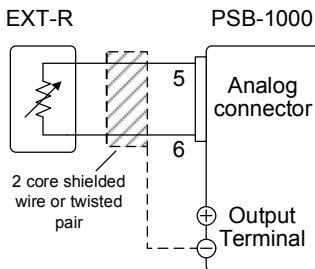 EXT-R
PSB-1000
5
Analog
connector
6
2 core shielded
wire or twisted
pair
+
Output
Terminal
−